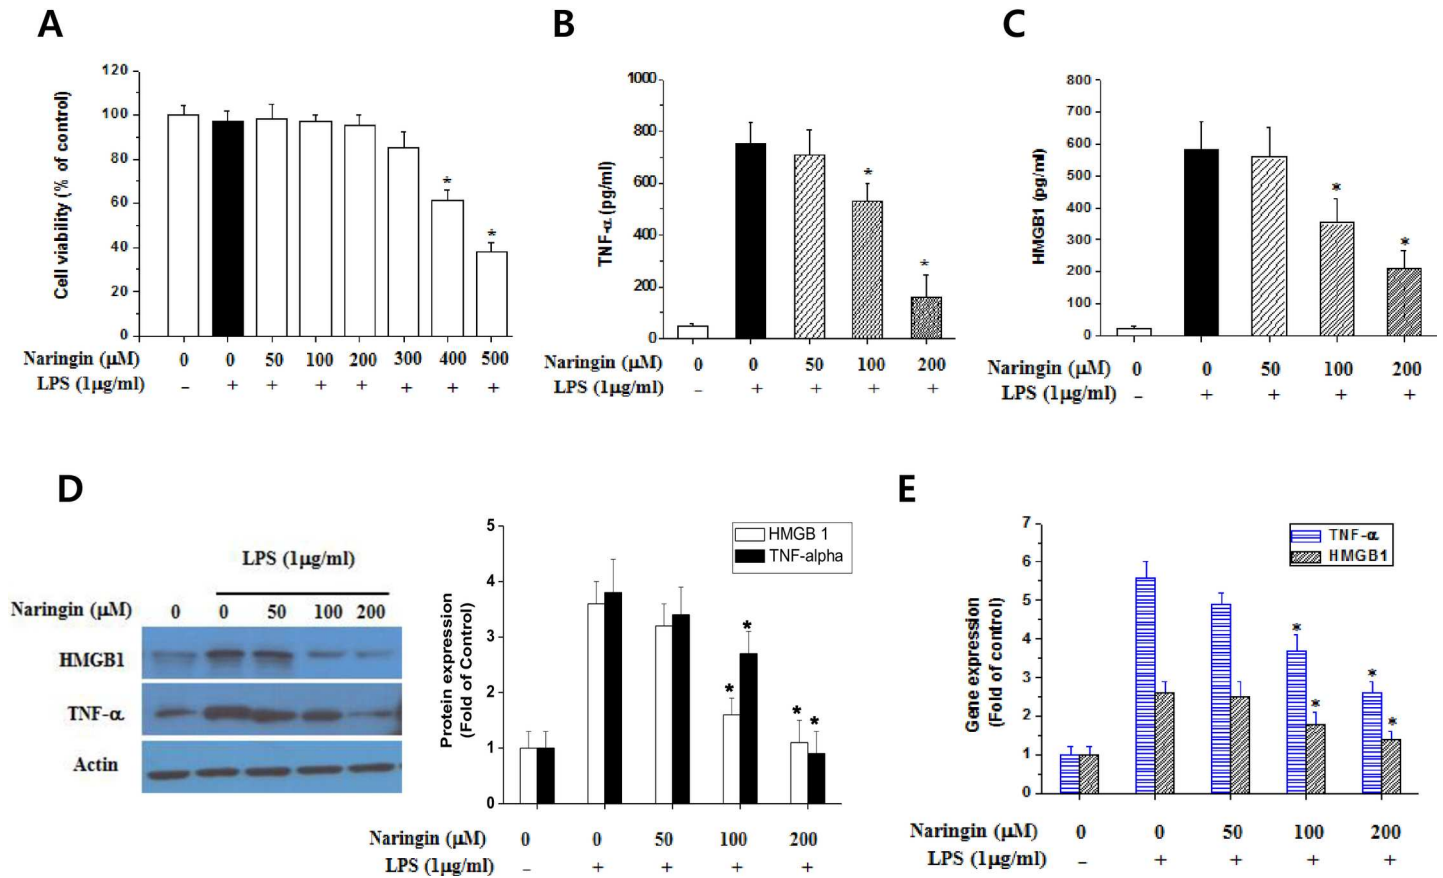 A
B
C
120
100
80
60
40
20
0
Cell viability (% of control)
*
*
Naringin (μM) 0 0 50 100 200 300 400 500
LPS (1μg/ml) – + + + + + + +
1000
800
600
400
200
0
TNF-α (pg/ml)
*
*
Naringin (μM) 0 0 50 100 200
LPS (1μg/ml) – + + + +
800
700
600
500
400
300
200
100
0
HMGB1 (pg/ml)
*
*
Naringin (μM) 0 0 50 100 200
LPS (1μg/ml) – + + + +
D
E
LPS (1μg/ml)
Naringin (μM) 0 0 50 100 200
HMGB1
TNF-α
Actin
5
4
3
2
1
0
Protein expression
(Fold of Control)
HMGB 1
TNF-alpha
*
*
*
*
Naringin (μM) 0 0 50 100 200
LPS (1μg/ml) – + + + +
7
6
5
4
3
2
1
0
Gene expression
(Fold of control)
TNF-α
HMGB1
*
*
*
*
Naringin (μM) 0 0 50 100 200
LPS (1μg/ml) – + + + +